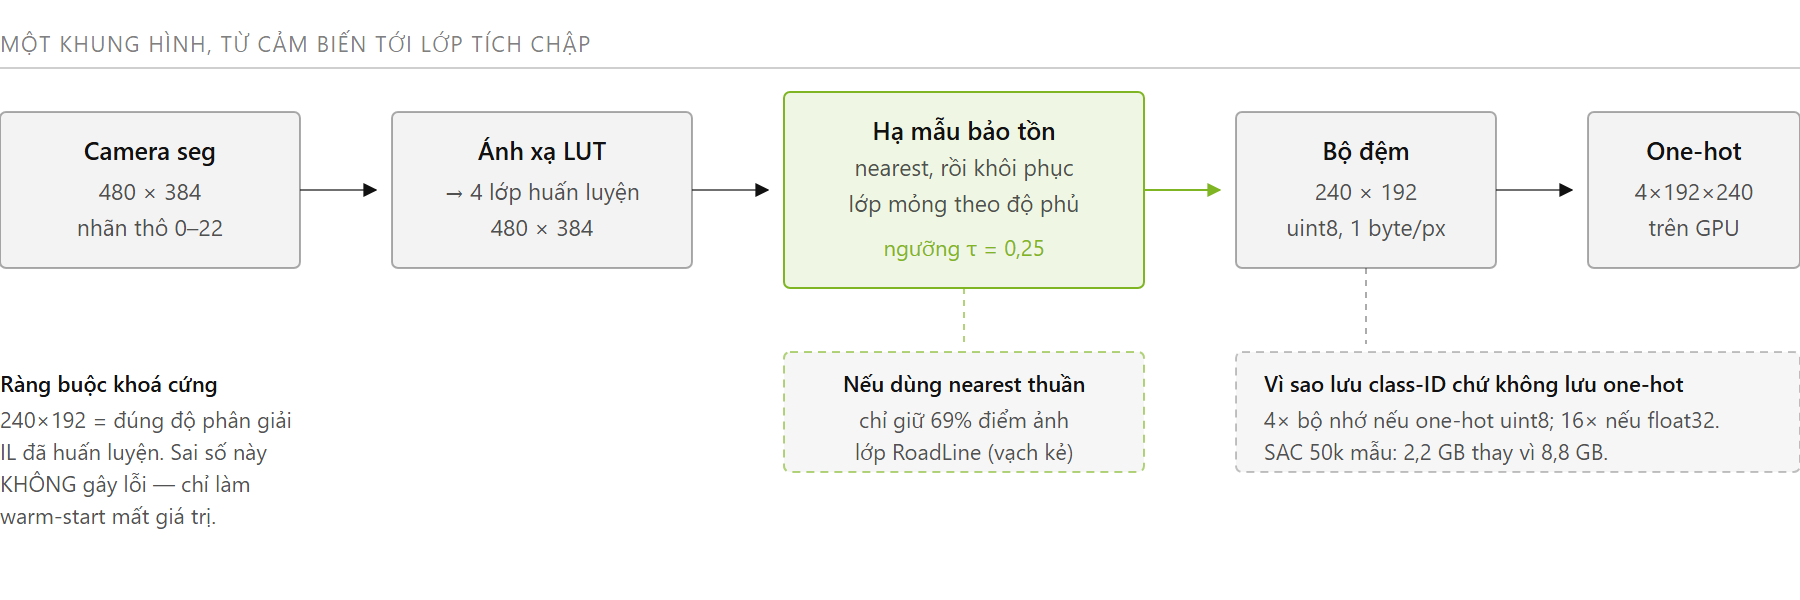 MỘT KHUNG HÌNH, TỪ CẢM BIẾN TỚI LỚP TÍCH CHẬP
Camera seg
480 × 384
nhãn thô 0–22
Ánh xạ LUT
→ 4 lớp huấn luyện
480 × 384
Hạ mẫu bảo tồn
nearest, rồi khôi phục
lớp mỏng theo độ phủ
ngưỡng τ = 0,25
Bộ đệm
240 × 192
uint8, 1 byte/px
One-hot
4×192×240
trên GPU
Ràng buộc khoá cứng
240×192 = đúng độ phân giải
IL đã huấn luyện. Sai số này
KHÔNG gây lỗi — chỉ làm
warm-start mất giá trị.
Nếu dùng nearest thuần
chỉ giữ 69% điểm ảnh
lớp RoadLine (vạch kẻ)
Vì sao lưu class-ID chứ không lưu one-hot
4× bộ nhớ nếu one-hot uint8; 16× nếu float32.
SAC 50k mẫu: 2,2 GB thay vì 8,8 GB.